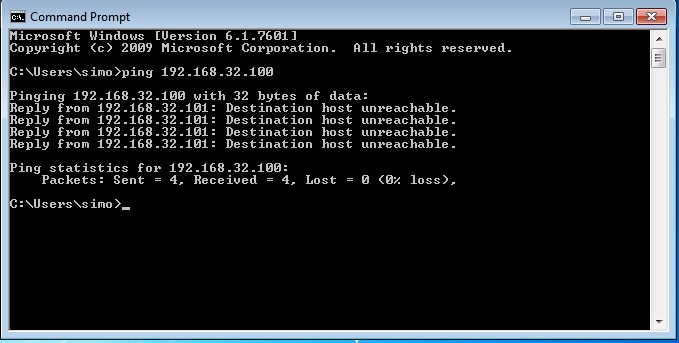 Command Prompt
Microsoft Windows [Version 6.1.7601]
Copyright (c) 2009 Microsoft Corporation.  All rights reserved.
C:\Users\simo>ping 192.168.32.100
Pinging 192.168.32.100 with 32 bytes of data:
Reply from 192.168.32.101: Destination host unreachable.
Reply from 192.168.32.101: Destination host unreachable.
Reply from 192.168.32.101: Destination host unreachable.
Reply from 192.168.32.101: Destination host unreachable.
Ping statistics for 192.168.32.100:
    Packets: Sent = 4, Received = 4, Lost = 0 (0% loss),
C:\Users\simo>_